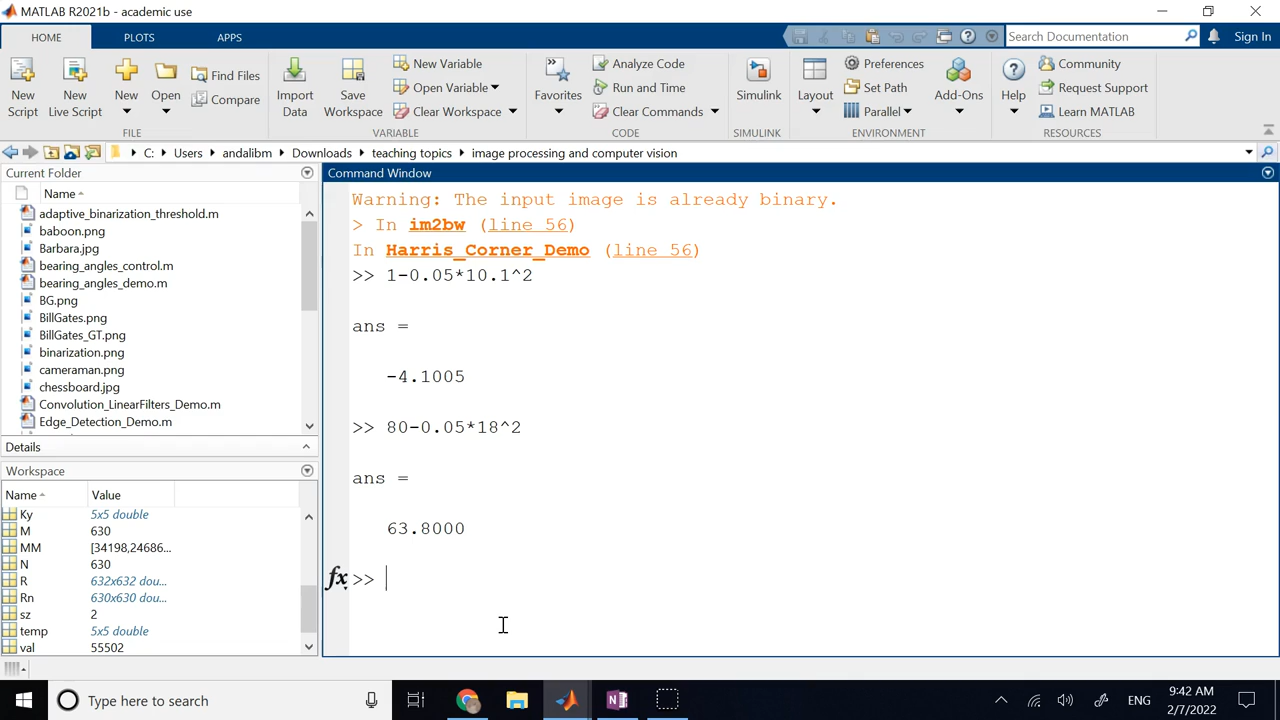 MATLAB R2021b - academic use
HOME PLOTS APPS
Search Documentation
Sign In
New Script
New Live Script
New
Open
Find Files
Compare
FILE
Import Data
Save Workspace
New Variable
Open Variable
Clear Workspace
VARIABLE
Favorites
Analyze Code
Run and Time
Clear Commands
CODE
Simulink
SIMULINK
Layout
Preferences
Set Path
Parallel
ENVIRONMENT
Add-Ons
Help
Community
Request Support
Learn MATLAB
RESOURCES
C: Users andalibm Downloads teaching topics image processing and computer vision
Current Folder
Name
adaptive_binarization_threshold.m
baboon.png
Barbara.jpg
bearing_angles_control.m
bearing_angles_demo.m
BG.png
BillGates.png
BillGates_GT.png
binarization.png
cameraman.png
chessboard.jpg
Convolution_LinearFilters_Demo.m
Edge_Detection_Demo.m
Details
Workspace
Name Value
Ky 5x5 double
M 630
MM [34198,24686...
N 630
R 632x632 dou...
Rn 630x630 dou...
sz 2
temp 5x5 double
val 55502
Command Window
Warning: The input image is already binary.
> In im2bw (line 56)
In Harris_Corner_Demo (line 56)
>> 1-0.05*10.1^2
ans =
-4.1005
>> 80-0.05*18^2
ans =
63.8000
fx >>
Type here to search
ENG
9:42 AM
2/7/2022